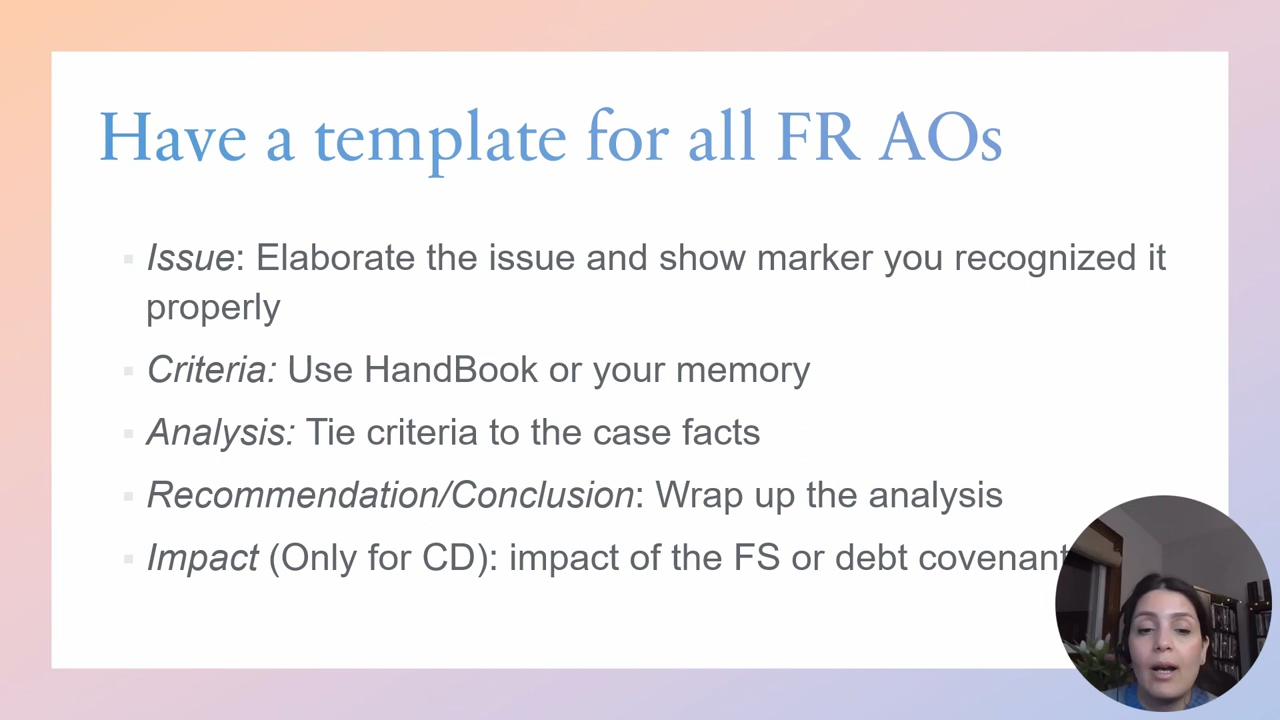 Have a template for all FR AOs
Issue: Elaborate the issue and show marker you recognized it
properly
Criteria: Use HandBook or your memory
Analysis: Tie criteria to the case facts
Recommendation/Conclusion: Wrap up the analysis
Impact (Only for CD): impact of the FS or debt covenant